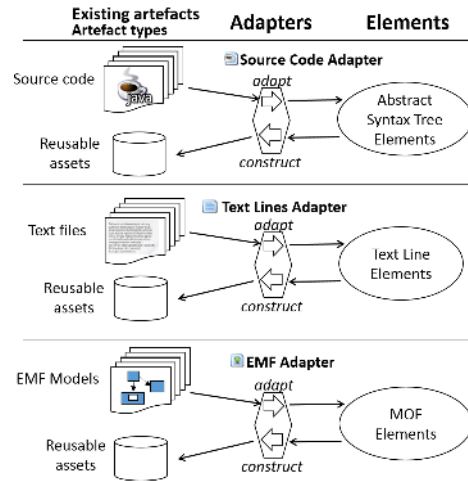 Existing artefacts
Artefact types
Adapters
Elements
Source code
java
Source Code Adapter
adapt
construct
Abstract
Syntax Tree
Elements
Reusable
assets
Text files
Text Lines Adapter
adapt
construct
Text Line
Elements
Reusable
assets
EMF Models
EMF Adapter
adapt
construct
MOF
Elements
Reusable
assets